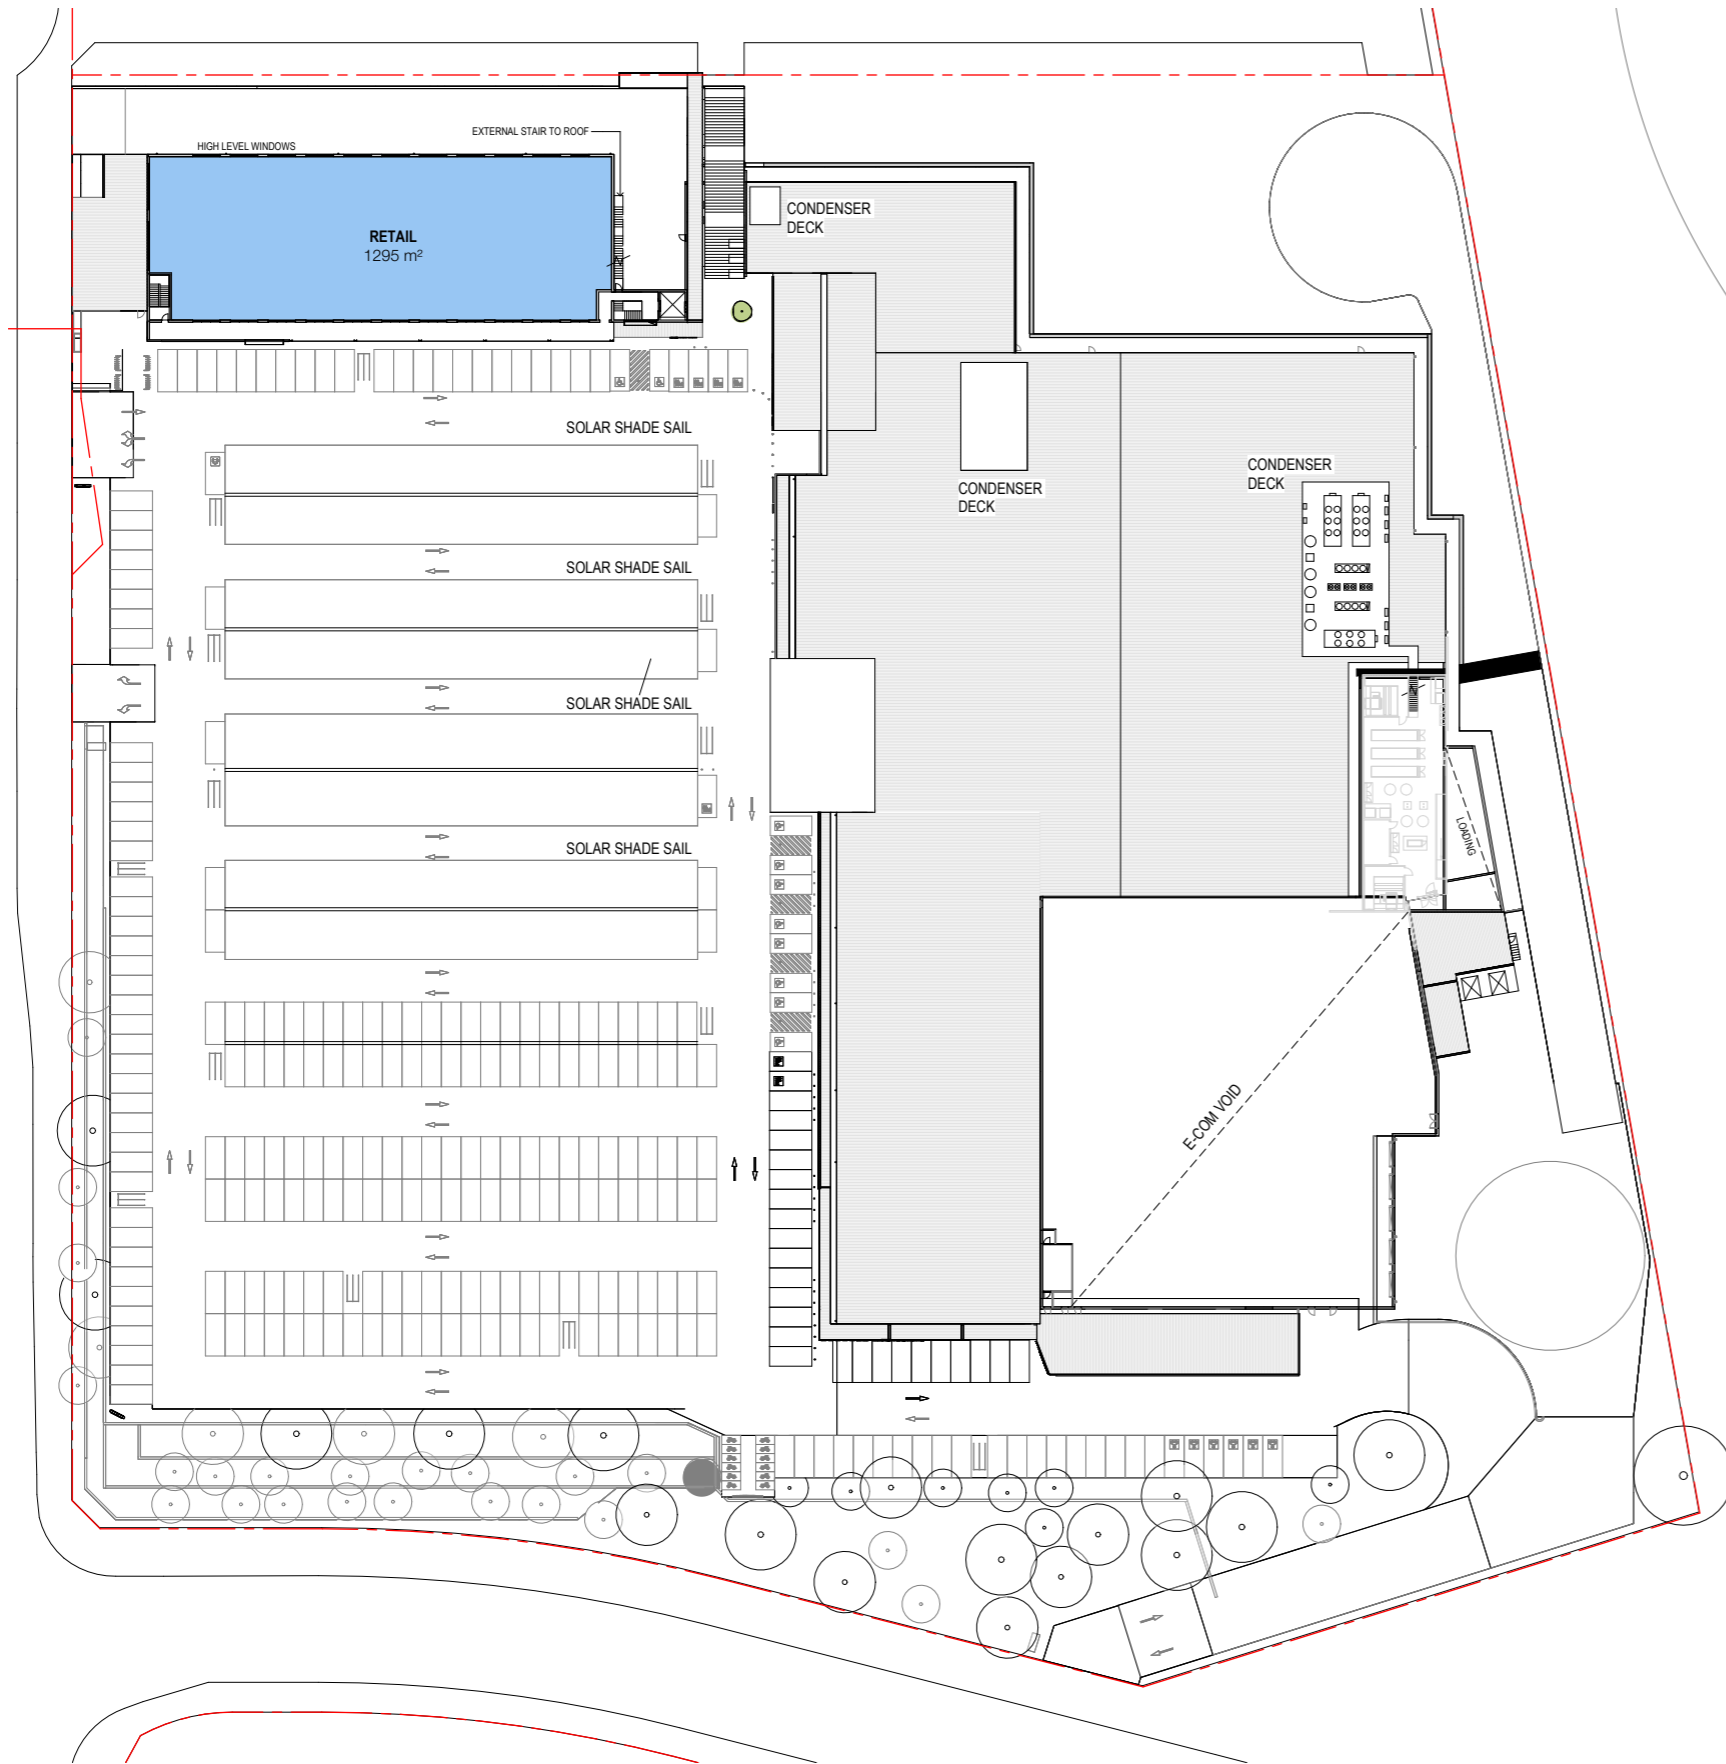 EXTERNAL STAIR TO ROOF
HIGH LEVEL WINDOWS
RETAIL
1295 m²
CONDENSER
DECK
SOLAR SHADE SAIL
CONDENSER
DECK
CONDENSER
DECK
SOLAR SHADE SAIL
SOLAR SHADE SAIL
LOADING
SOLAR SHADE SAIL
E-COM VOID